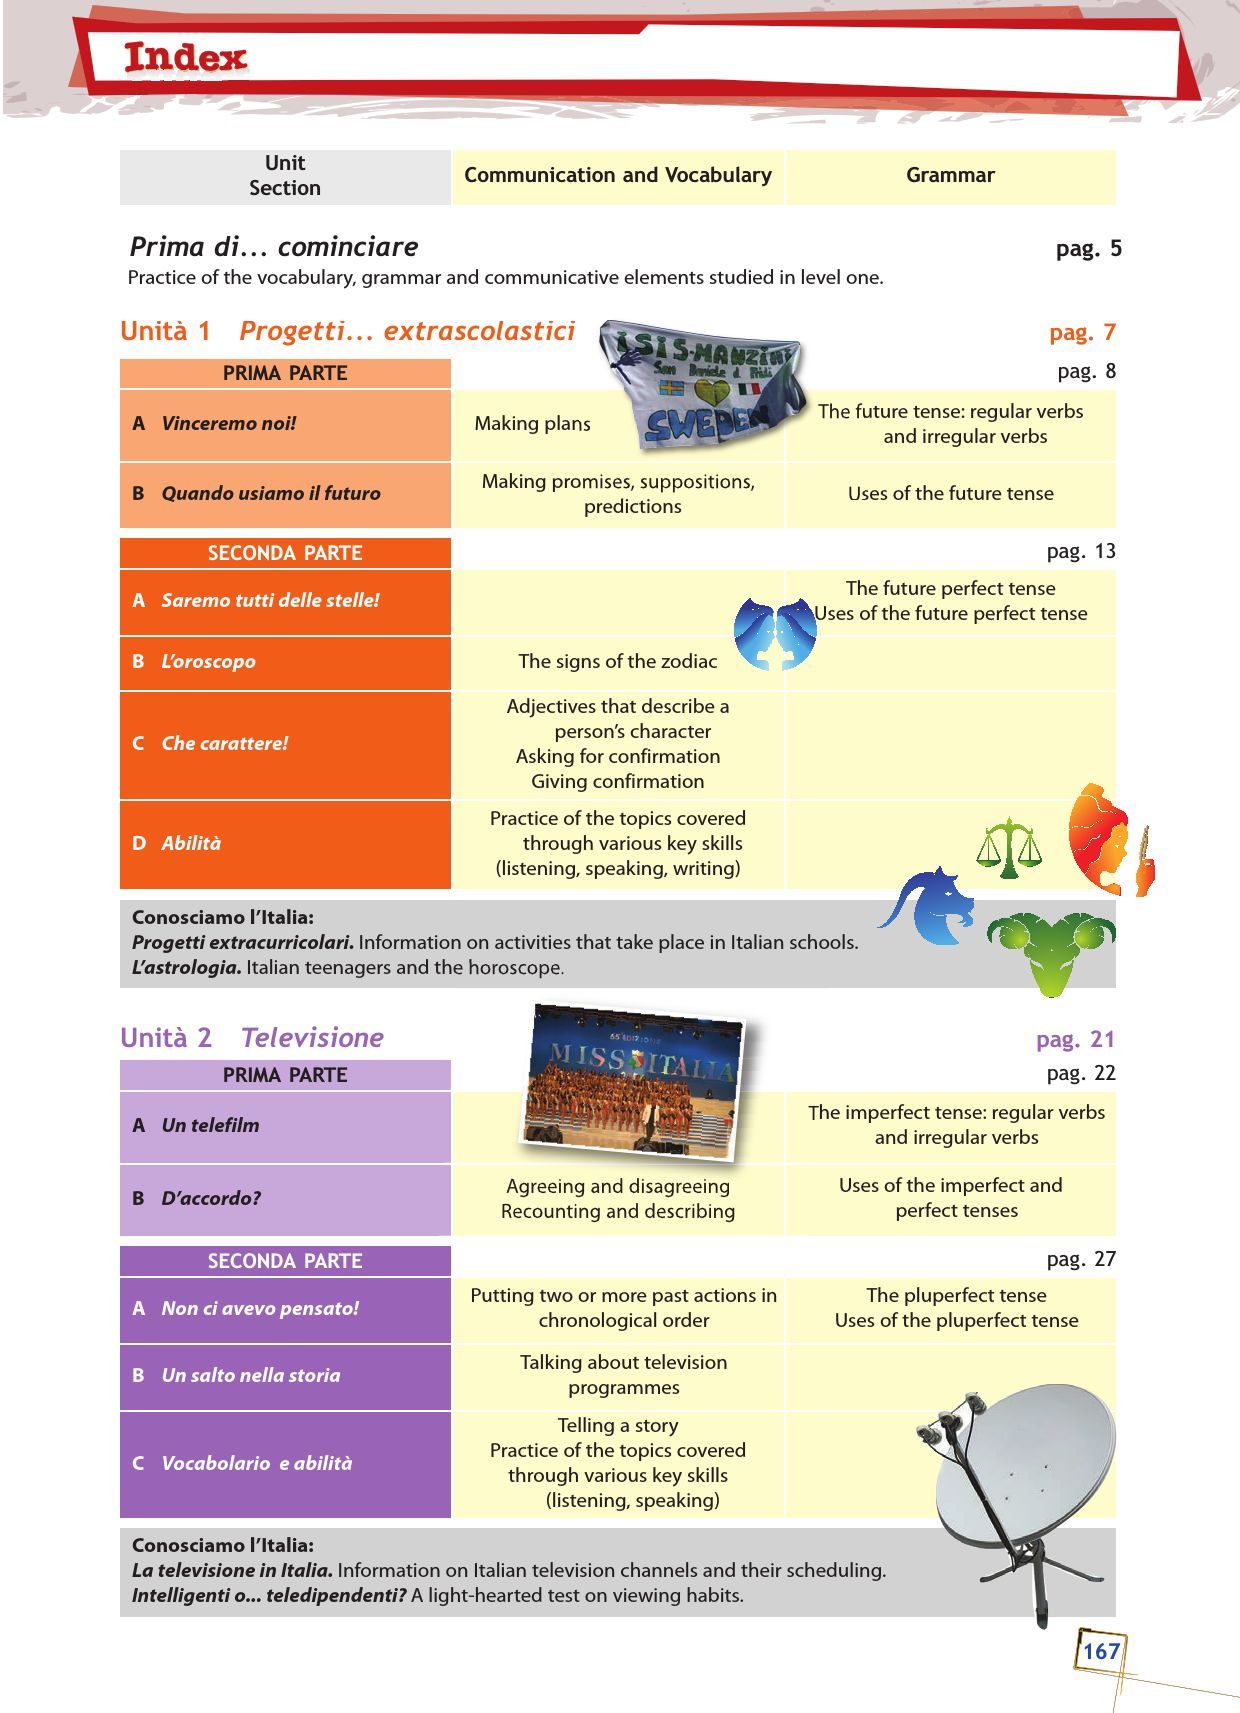 Index
Unit
Section
Communication and Vocabulary
Grammar
Prima di... cominciare
pag. 5
Practice of the vocabulary, grammar and communicative elements studied in level one.
Unità 1 Progetti... extrascolastici
pag. 7
ISIS-MANZINI
San Daniele d. Friuli
SWEDEN
PRIMA PARTE
pag. 8
A Vinceremo noi!
Making plans
The future tense: regular verbs
and irregular verbs
B Quando usiamo il futuro
Making promises, suppositions,
predictions
Uses of the future tense
SECONDA PARTE
pag. 13
A Saremo tutti delle stelle!
The future perfect tense
Uses of the future perfect tense
B L’oroscopo
The signs of the zodiac
C Che carattere!
Adjectives that describe a
person’s character
Asking for confirmation
Giving confirmation
D Abilità
Practice of the topics covered
through various key skills
(listening, speaking, writing)
Conosciamo l’Italia:
Progetti extracurricolari. Information on activities that take place in Italian schools.
L’astrologia. Italian teenagers and the horoscope.
Unità 2 Televisione
pag. 21
65ª EDIZIONE
MISS ITALIA
PRIMA PARTE
pag. 22
A Un telefilm
The imperfect tense: regular verbs
and irregular verbs
B D’accordo?
Agreeing and disagreeing
Recounting and describing
Uses of the imperfect and
perfect tenses
SECONDA PARTE
pag. 27
A Non ci avevo pensato!
Putting two or more past actions in
chronological order
The pluperfect tense
Uses of the pluperfect tense
B Un salto nella storia
Talking about television
programmes
C Vocabolario e abilità
Telling a story
Practice of the topics covered
through various key skills
(listening, speaking)
Conosciamo l’Italia:
La televisione in Italia. Information on Italian television channels and their scheduling.
Intelligenti o... teledipendenti? A light-hearted test on viewing habits.
167